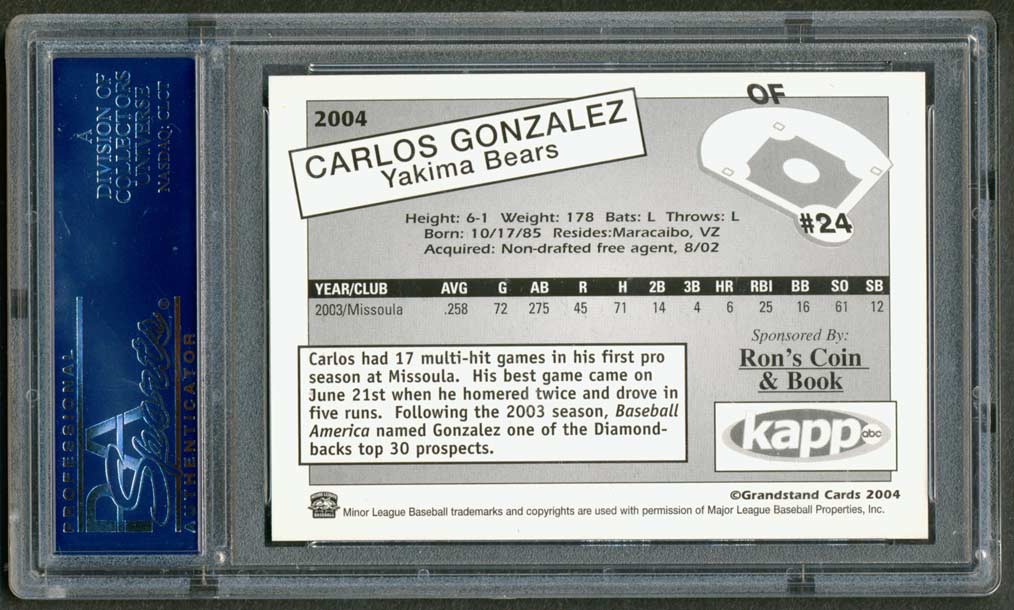 A
DIVISION OF
COLLECTORS
UNIVERSE
NASDAQ; CLCT
PROFESSIONAL
PSA
Sports®
AUTHENTICATOR
2004
CARLOS GONZALEZ
Yakima Bears
OF
#24
Height: 6-1 Weight: 178 Bats: L Throws: L
Born: 10/17/85 Resides:Maracaibo, VZ
Acquired: Non-drafted free agent, 8/02
YEAR/CLUB AVG G AB R H 2B 3B HR RBI BB SO SB
2003/Missoula .258 72 275 45 71 14 4 6 25 16 61 12
Carlos had 17 multi-hit games in his first pro
season at Missoula. His best game came on
June 21st when he homered twice and drove in
five runs. Following the 2003 season, Baseball
America named Gonzalez one of the Diamond-
backs top 30 prospects.
Sponsored By:
Ron's Coin
& Book
kapp abc
©Grandstand Cards 2004
Minor League Baseball trademarks and copyrights are used with permission of Major League Baseball Properties, Inc.